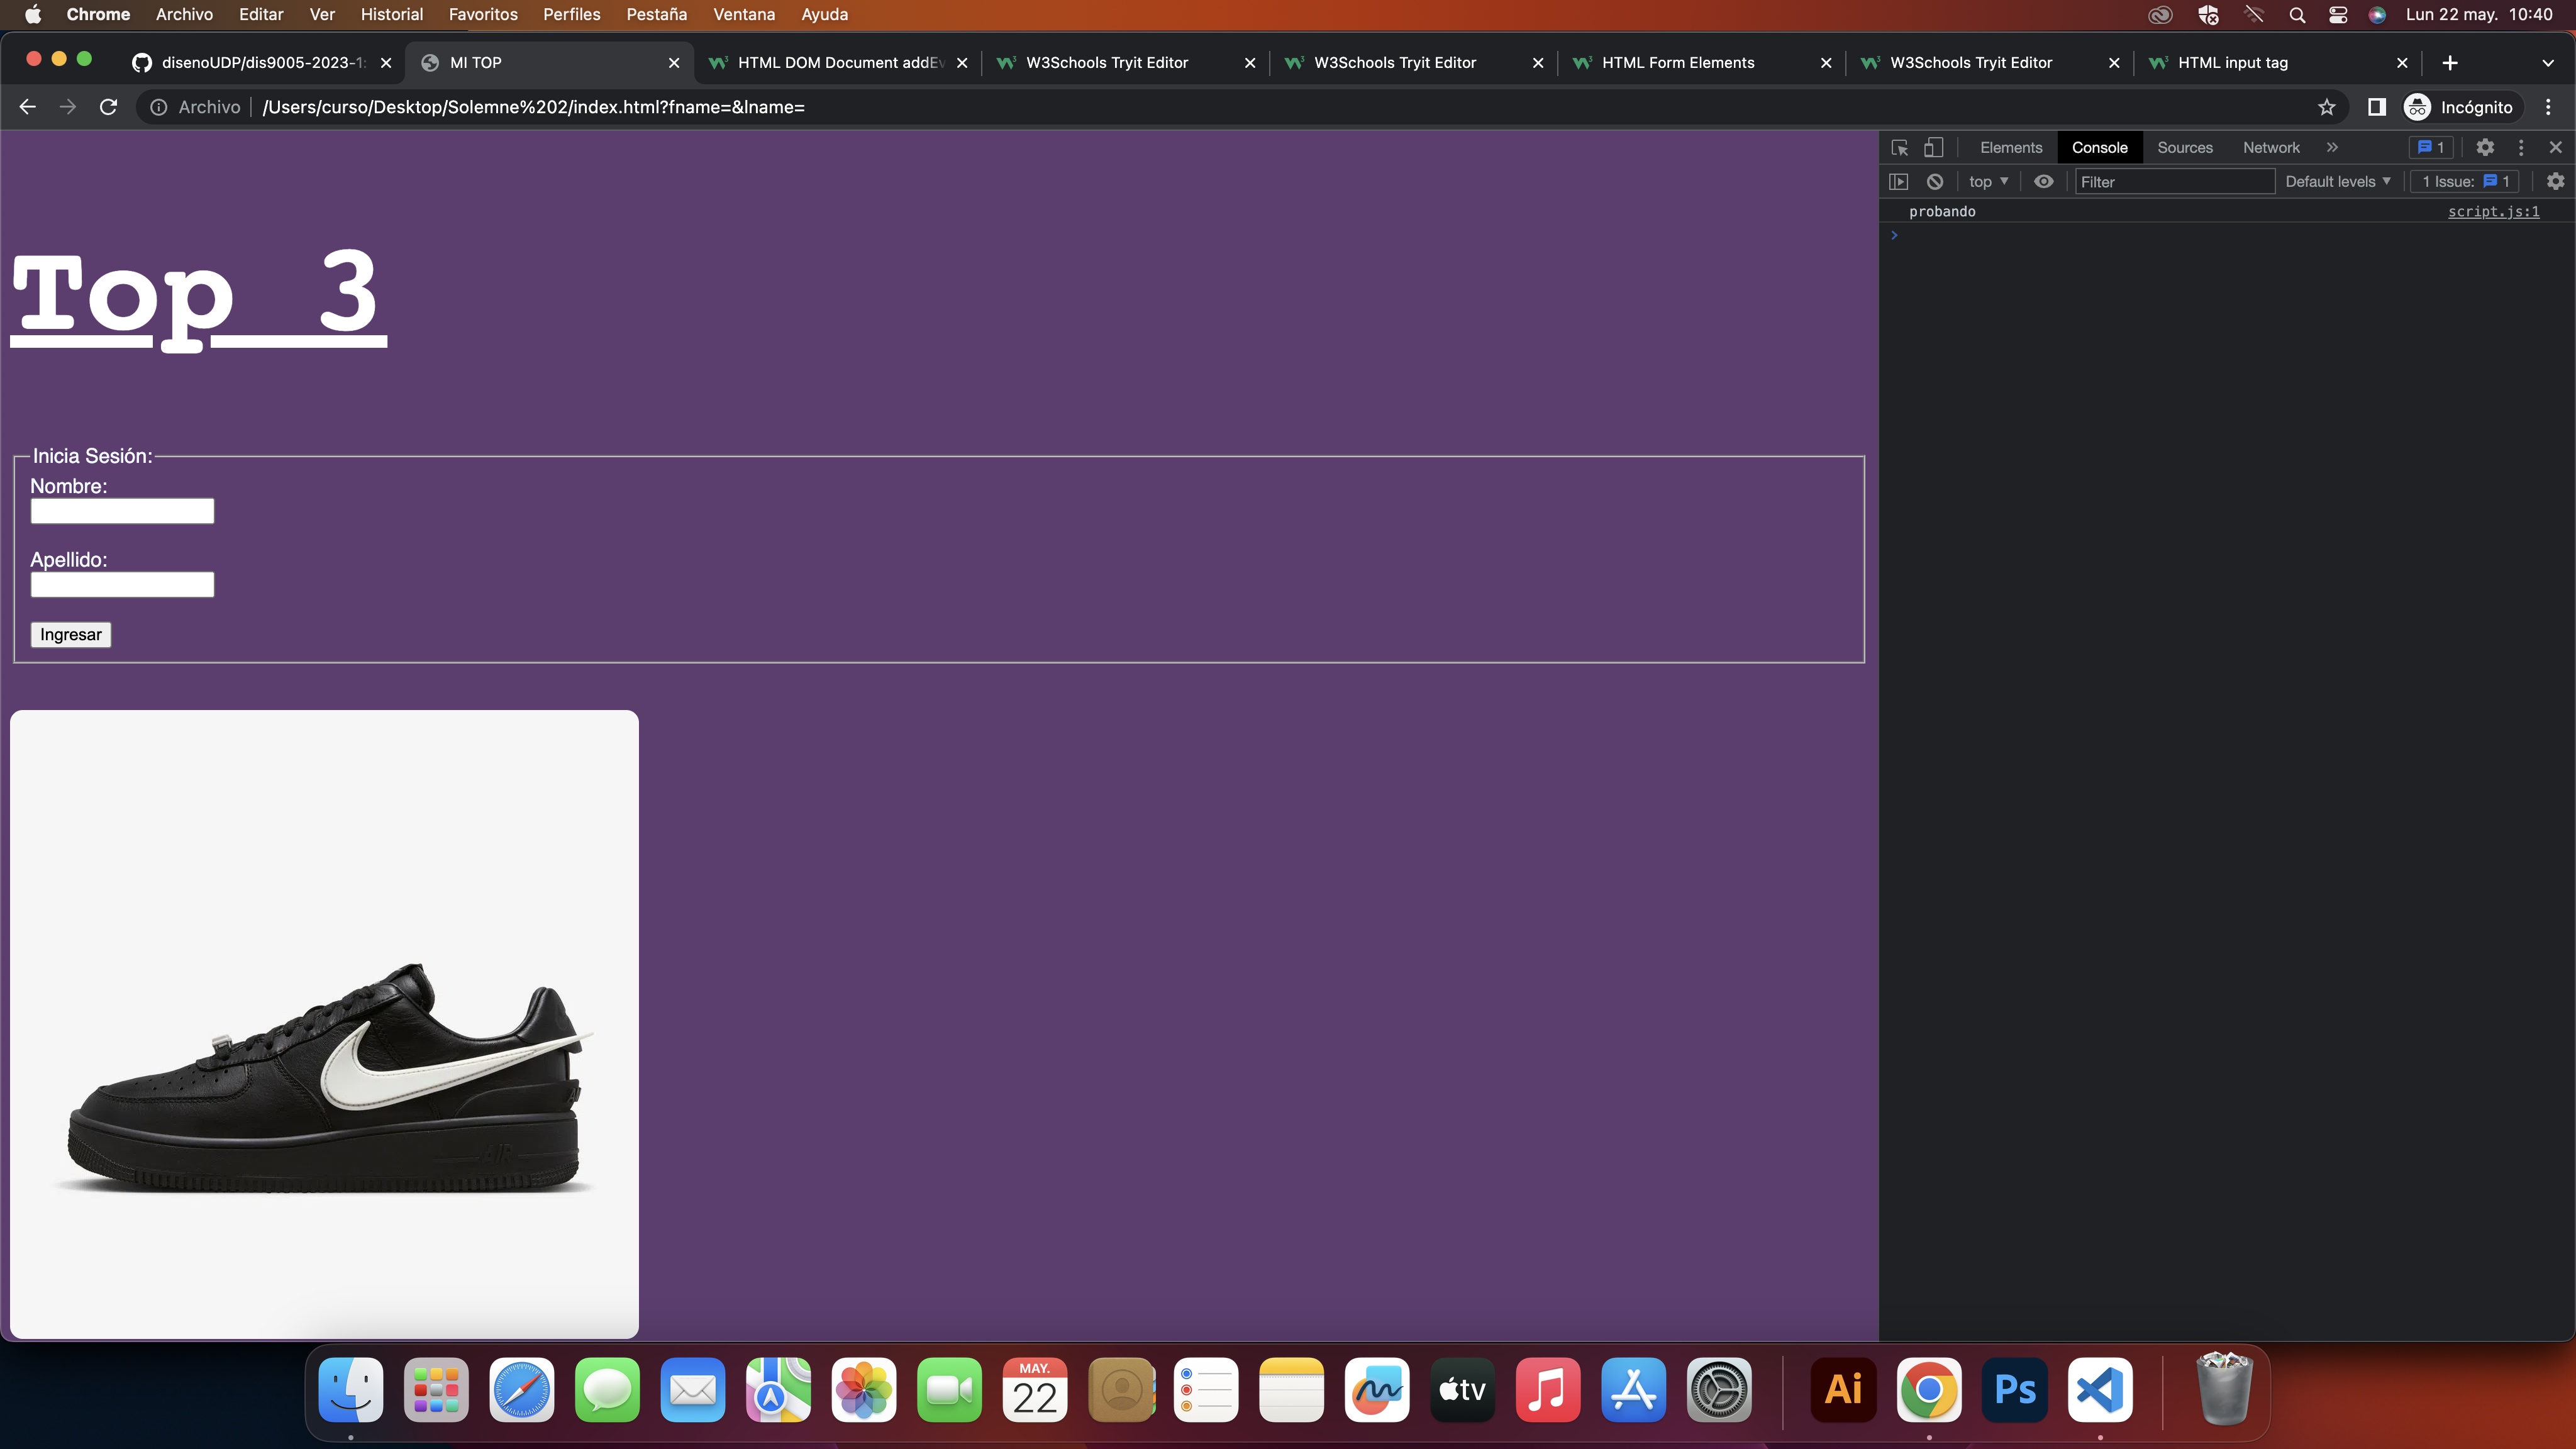 Chrome Archivo Editar Ver Historial Favoritos Perfiles Pestaña Ventana Ayuda Lun 22 may. 10:40
disenoUDP/dis9005-2023-1: MI TOP HTML DOM Document addEv W3Schools Tryit Editor W3Schools Tryit Editor HTML Form Elements W3Schools Tryit Editor HTML input tag
Archivo /Users/curso/Desktop/Solemne%202/index.html?fname=&lname= Incógnito
Elements Console Sources Network 1
top Filter Default levels 1 Issue: 1
probando script.js:1
Top 3
Inicia Sesión:
Nombre:
Apellido:
Ingresar
AIR
MAY.
22
tv
Ai
Ps